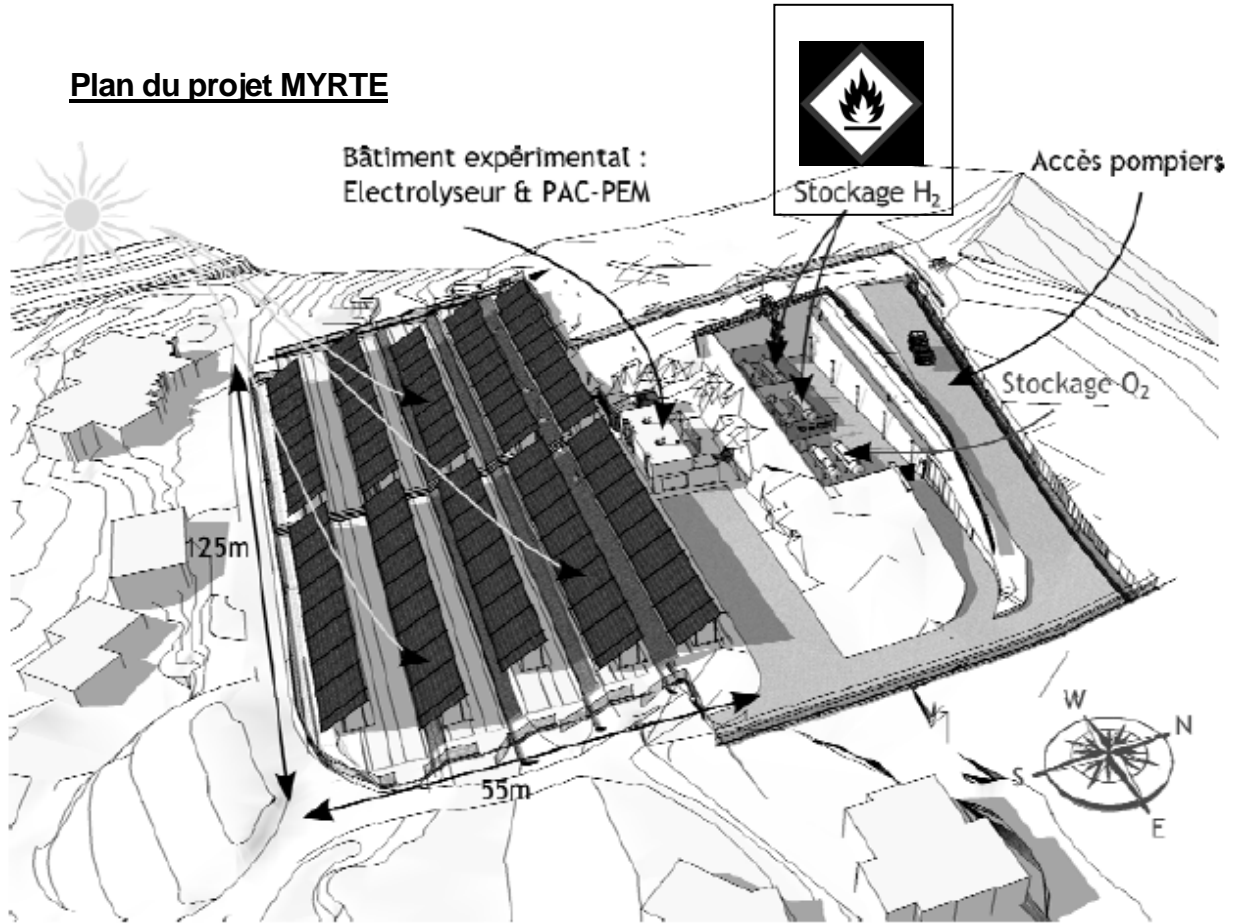 Plan du projet MYRTE
Bâtiment expérimental :
Electrolyseur & PAC-PEM
Stockage H₂
Accès pompiers
Stockage O₂
125m
55m
W
N
S
E